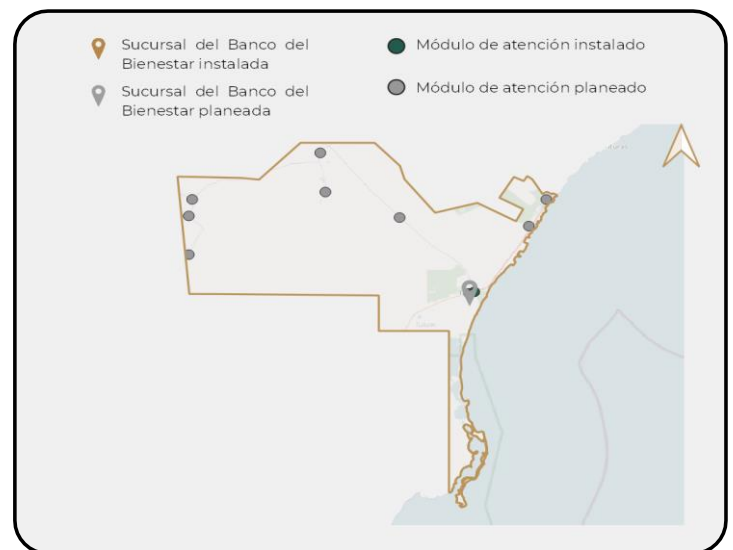 Sucursal del Banco del
Bienestar instalada
Sucursal del Banco del
Bienestar planeada
Módulo de atención instalado
Módulo de atención planeado